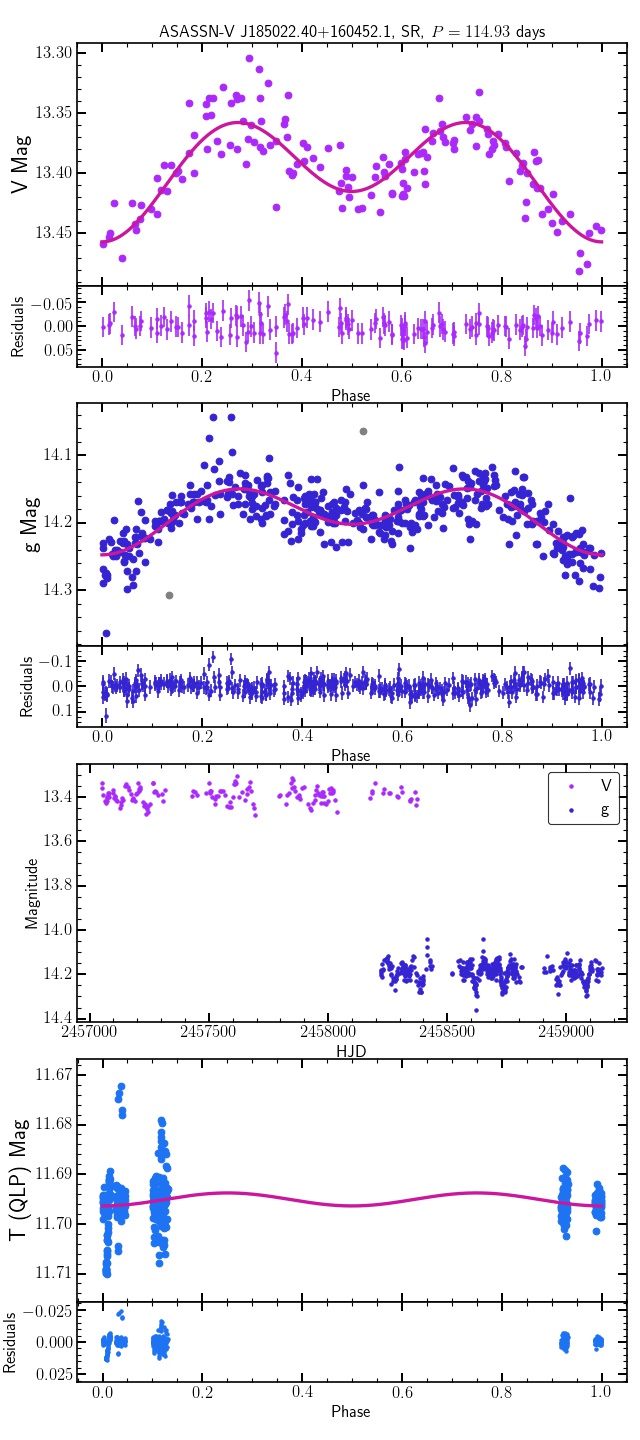 ASASSN-V J185022.40+160452.1, SR, P = 114.93 days
13.30
13.35
13.40
13.45
V Mag
−0.05
0.00
0.05
Residuals
0.0 0.2 0.4 0.6 0.8 1.0
Phase
14.1
14.2
14.3
g Mag
−0.1
0.0
0.1
Residuals
0.0 0.2 0.4 0.6 0.8 1.0
Phase
13.4
13.6
13.8
14.0
14.2
14.4
Magnitude
V
g
2457000 2457500 2458000 2458500 2459000
HJD
11.67
11.68
11.69
11.70
11.71
T (QLP) Mag
−0.025
0.000
0.025
Residuals
0.0 0.2 0.4 0.6 0.8 1.0
Phase